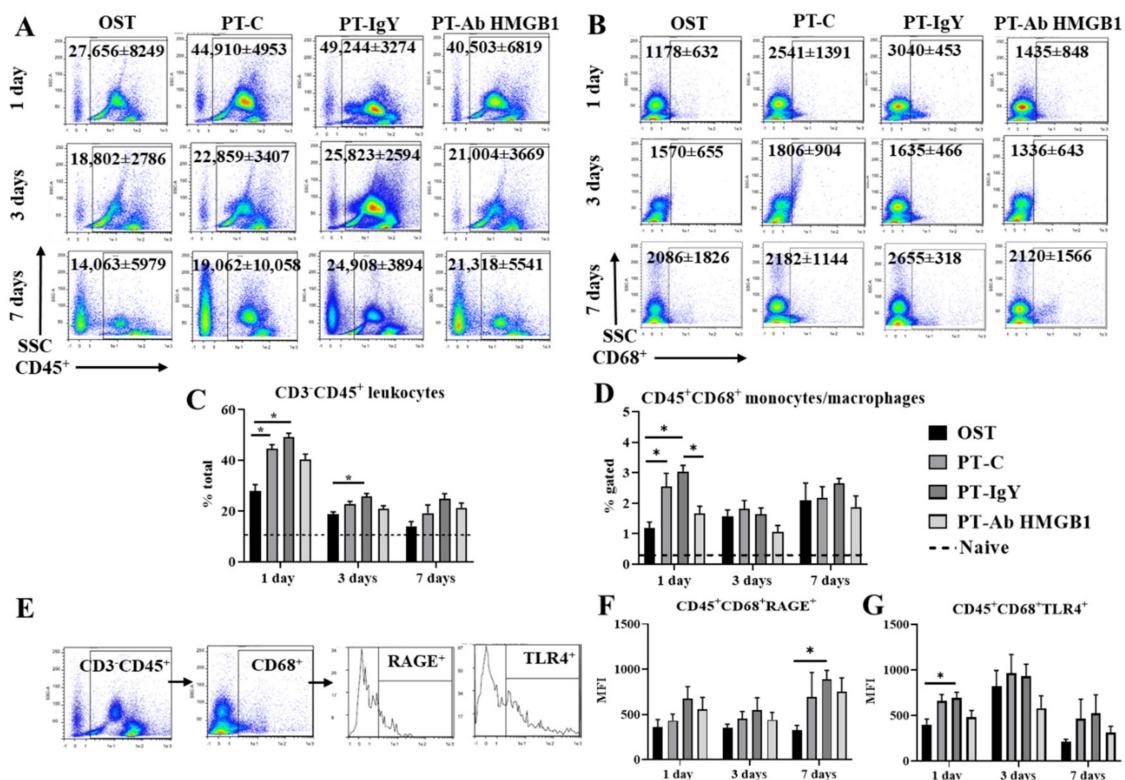 A
OST PT-C PT-IgY PT-Ab HMGB1
1 day
27,656±8249 44,910±4953 49,244±3274 40,503±6819
3 days
18,802±2786 22,859±3407 25,823±2594 21,004±3669
7 days
14,063±5979 19,062±10,058 24,908±3894 21,318±5541
SSC
CD45+
B
OST PT-C PT-IgY PT-Ab HMGB1
1 day
1178±632 2541±1391 3040±453 1435±848
3 days
1570±655 1806±904 1635±466 1336±643
7 days
2086±1826 2182±1144 2655±318 2120±1566
SSC
CD68+
C
CD3-CD45+ leukocytes
% total
60
40
20
0
* *
*
1 day 3 days 7 days
D
CD45+CD68+ monocytes/macrophages
% gated
5
4
3
2
1
0
*
* *
1 day 3 days 7 days
OST
PT-C
PT-IgY
PT-Ab HMGB1
Naive
E
CD3-CD45+ CD68+ RAGE+ TLR4+
F
CD45+CD68+RAGE+
MFI
1500
1000
500
0
*
1 day 3 days 7 days
G
CD45+CD68+TLR4+
MFI
1500
1000
500
0
*
1 day 3 days 7 days